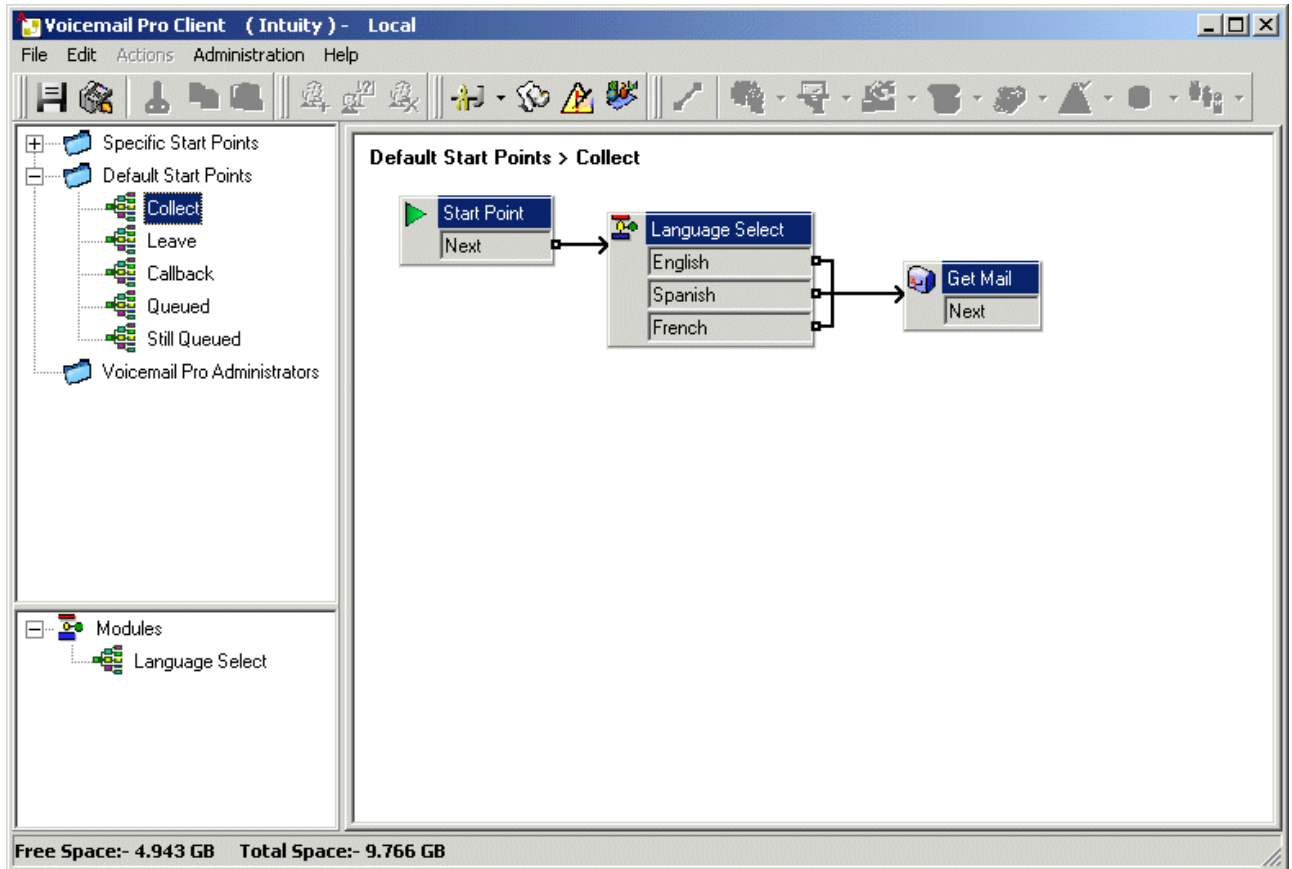 Voicemail Pro Client ( Intuity ) - Local
File Edit Actions Administration Help
Specific Start Points
Default Start Points
Collect
Leave
Callback
Queued
Still Queued
Voicemail Pro Administrators
Modules
Language Select
Default Start Points > Collect
Start Point
Next
Language Select
English
Spanish
French
Get Mail
Next
Free Space:- 4.943 GB Total Space:- 9.766 GB